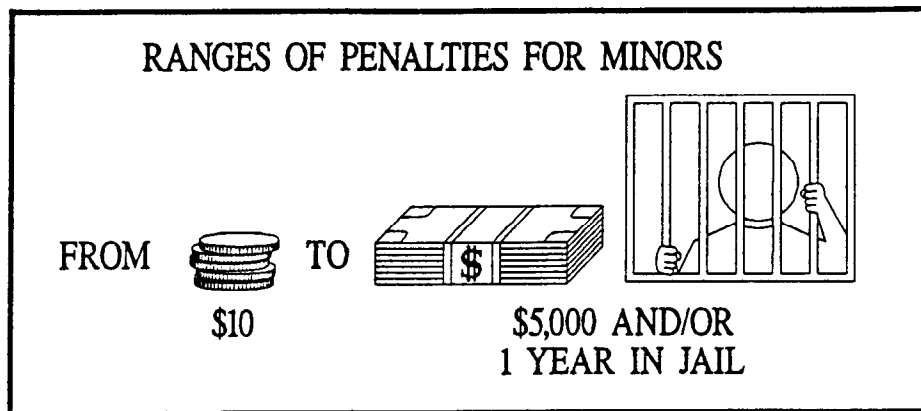 RANGES OF PENALTIES FOR MINORS
FROM
$
TO
$10
$5,000 AND/OR
1 YEAR IN JAIL